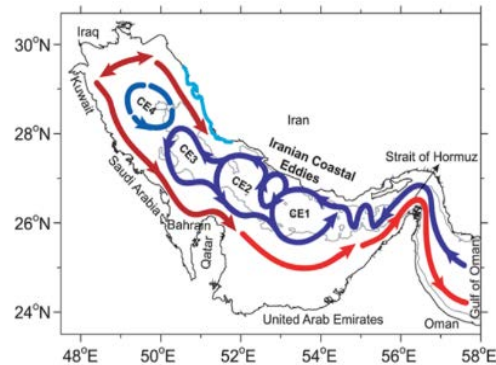 30°N
28°N
26°N
24°N
48°E
50°E
52°E
54°E
56°E
58°E
Iraq
Kuwait
Iran
CE4
CE3
CE2
CE1
Iranian Coastal
Eddies
Strait of Hormuz
Saudi Arabia
Bahrain
Qatar
United Arab Emirates
Oman
Gulf of Oman